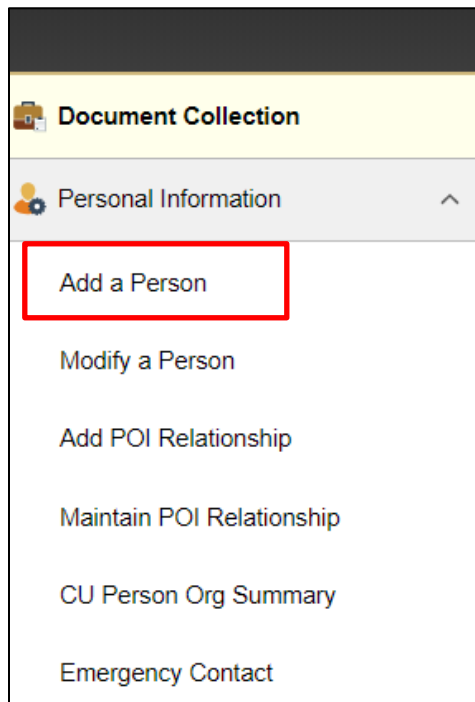 Document Collection
Personal Information
Add a Person
Modify a Person
Add POI Relationship
Maintain POI Relationship
CU Person Org Summary
Emergency Contact